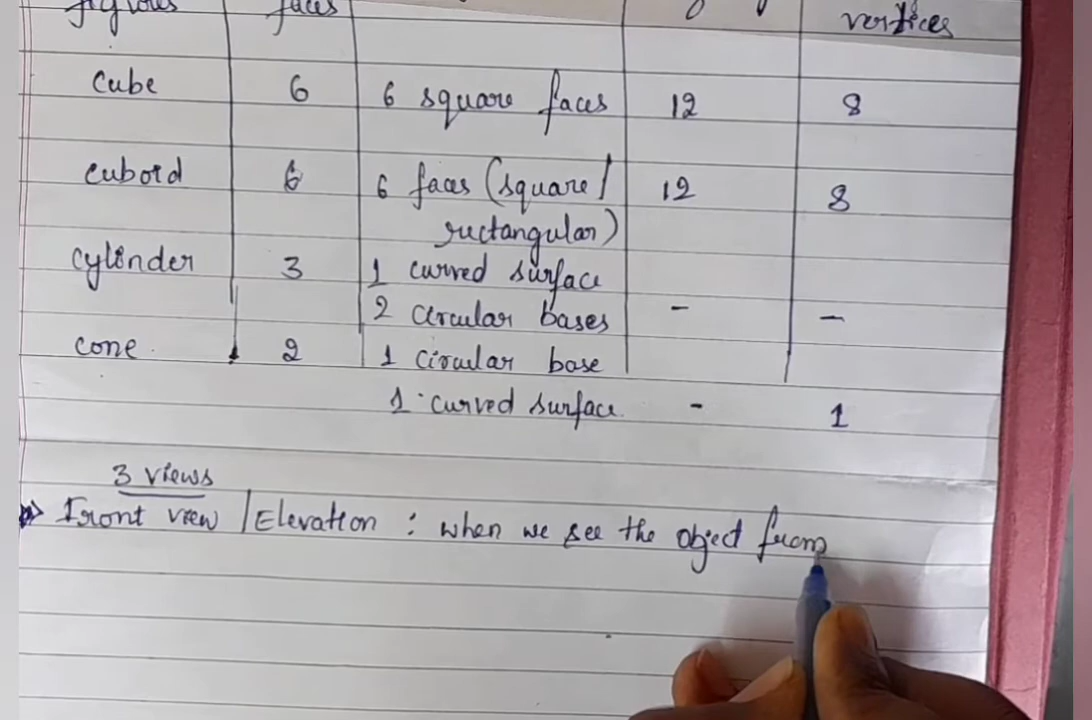 figures faces vertices
cube 6 6 square faces 12 8
cuboid 6 6 faces (square/ 12 8
rectangular)
cylinder 3 1 curved surface
2 circular bases - -
cone. 2 1 circular base
1 curved surface. - 1
3 views
Front view / Elevation : when we see the object from